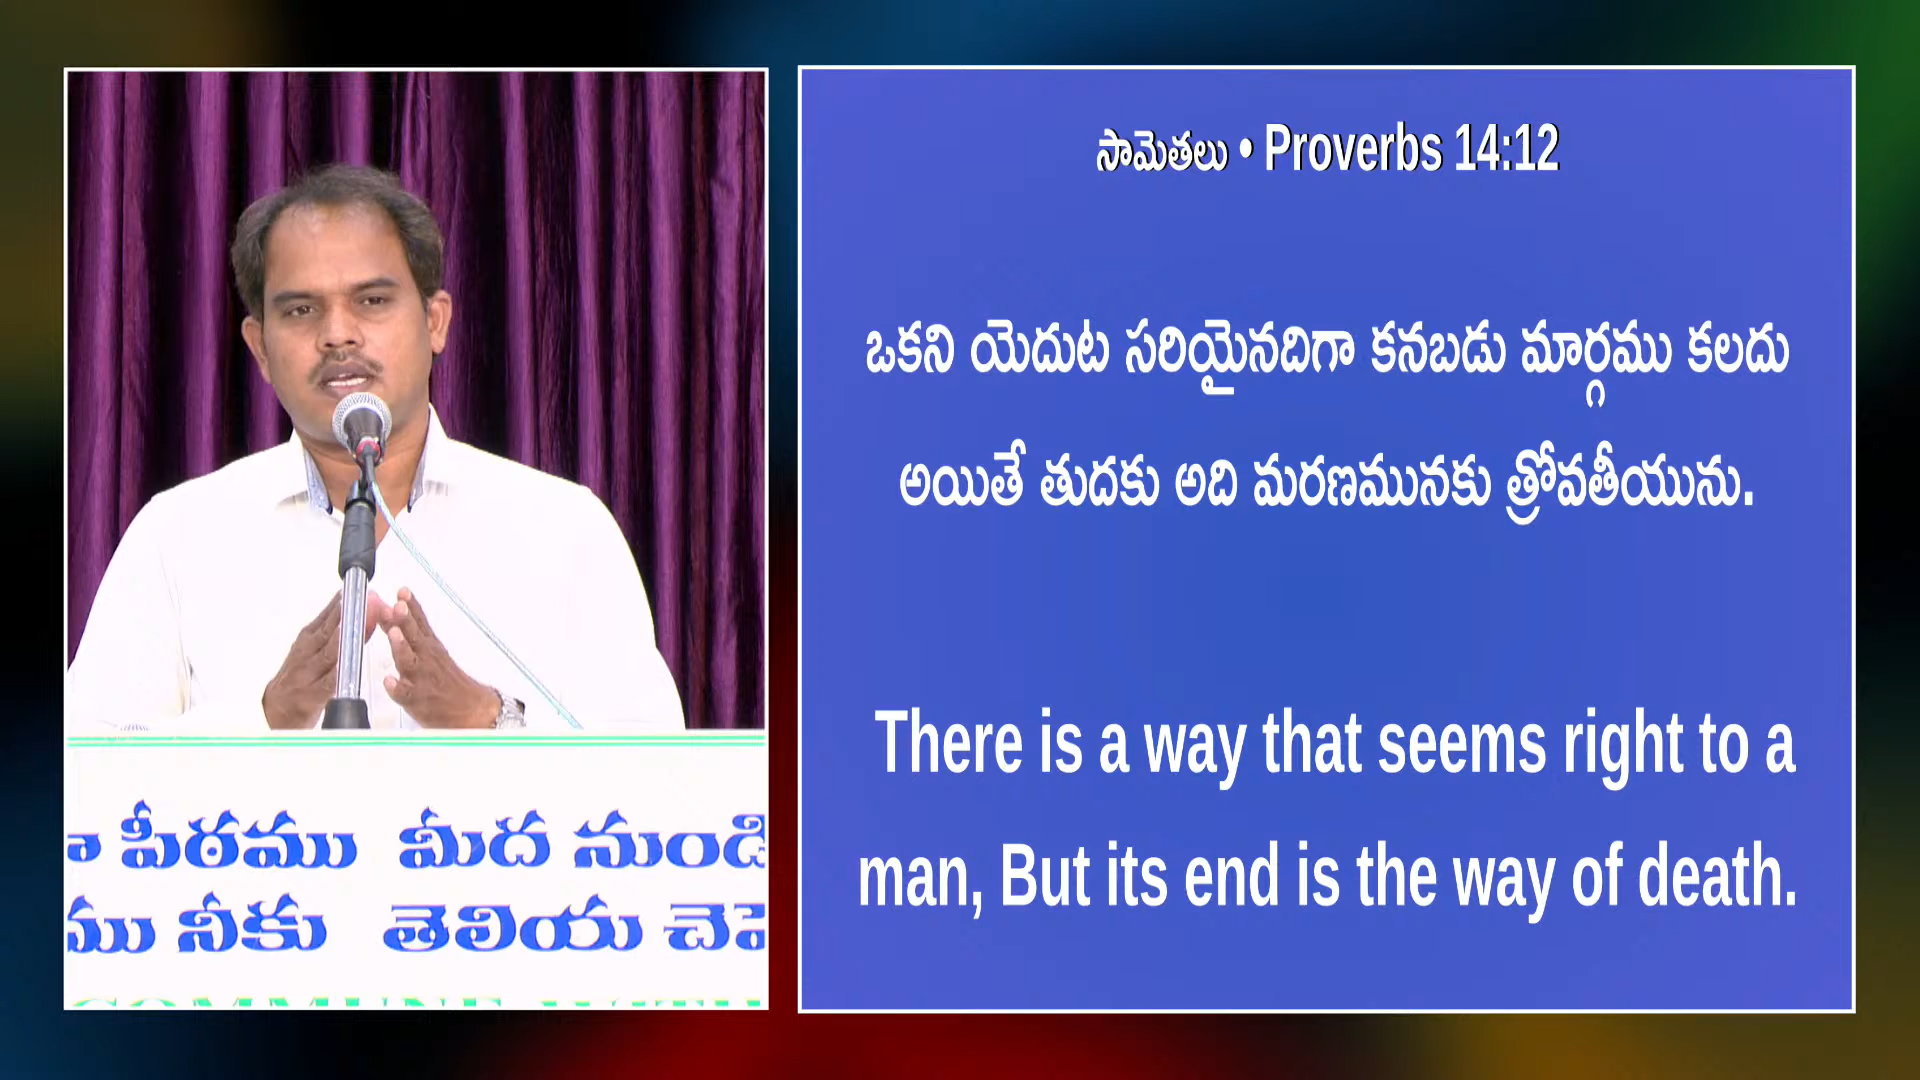 సామెతలు • Proverbs 14:12
ఒకని యెదుట సరియైనదిగా కనబడు మార్గము కలదు
అయితే తుదకు అది మరణమునకు త్రోవతీయును.
There is a way that seems right to a
man, But its end is the way of death.
పీఠము మీద నుండి
ము నీకు తెలియ చెప